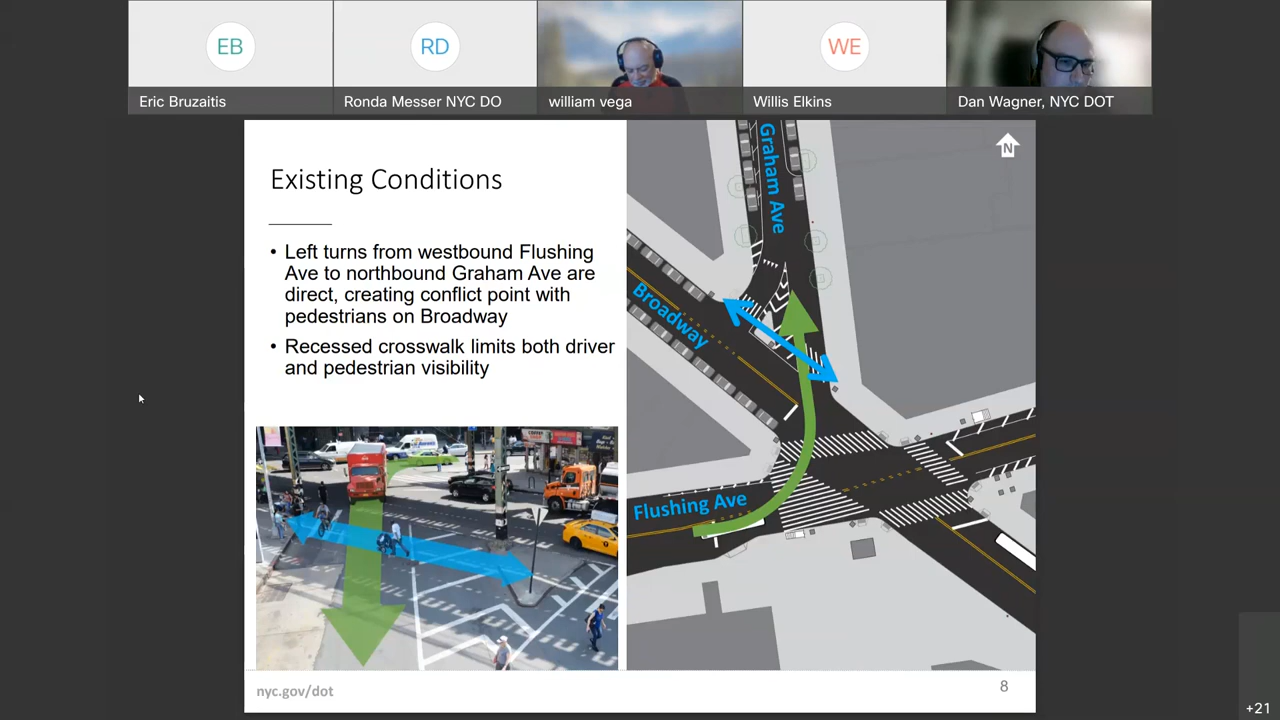 EB
RD
WE
Eric Bruzaitis
Ronda Messer NYC DO
william vega
Willis Elkins
Dan Wagner, NYC DOT
Existing Conditions
• Left turns from westbound Flushing
Ave to northbound Graham Ave are
direct, creating conflict point with
pedestrians on Broadway
• Recessed crosswalk limits both driver
and pedestrian visibility
Graham Ave
N
Broadway
Flushing Ave
nyc.gov/dot
8
+21